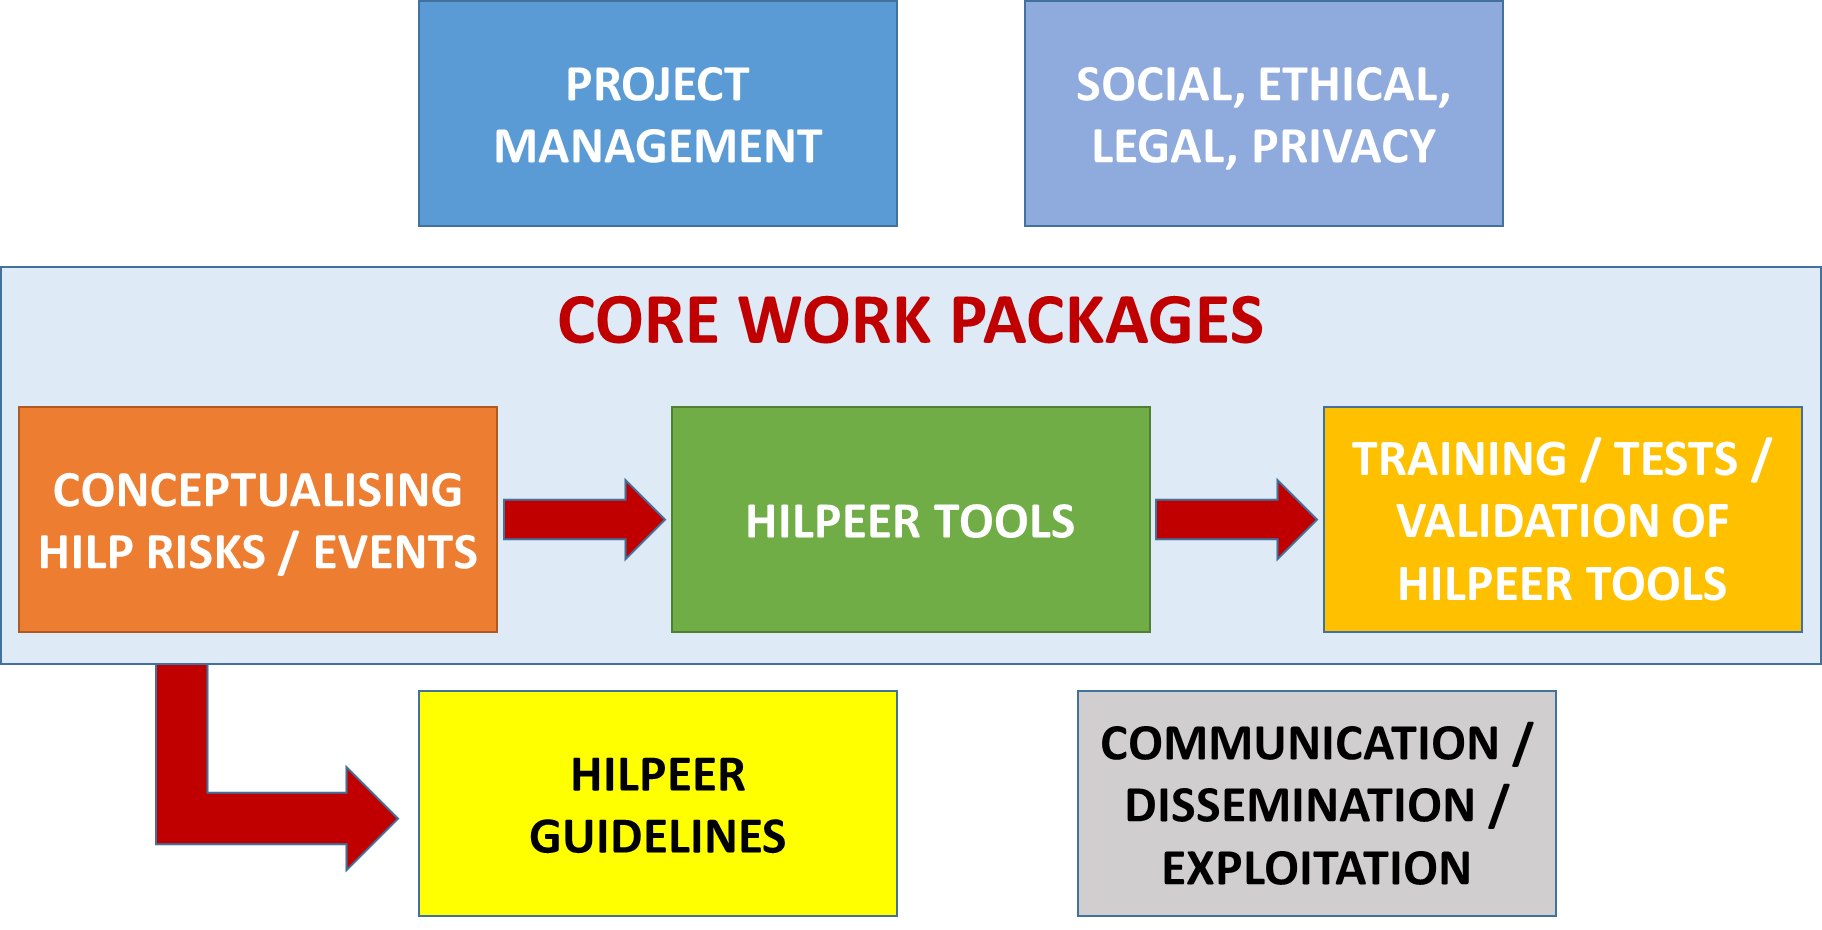 PROJECT
MANAGEMENT
SOCIAL, ETHICAL,
LEGAL, PRIVACY
CORE WORK PACKAGES
CONCEPTUALISING
HILP RISKS / EVENTS
HILPEER TOOLS
TRAINING / TESTS /
VALIDATION OF
HILPEER TOOLS
HILPEER
GUIDELINES
COMMUNICATION /
DISSEMINATION /
EXPLOITATION